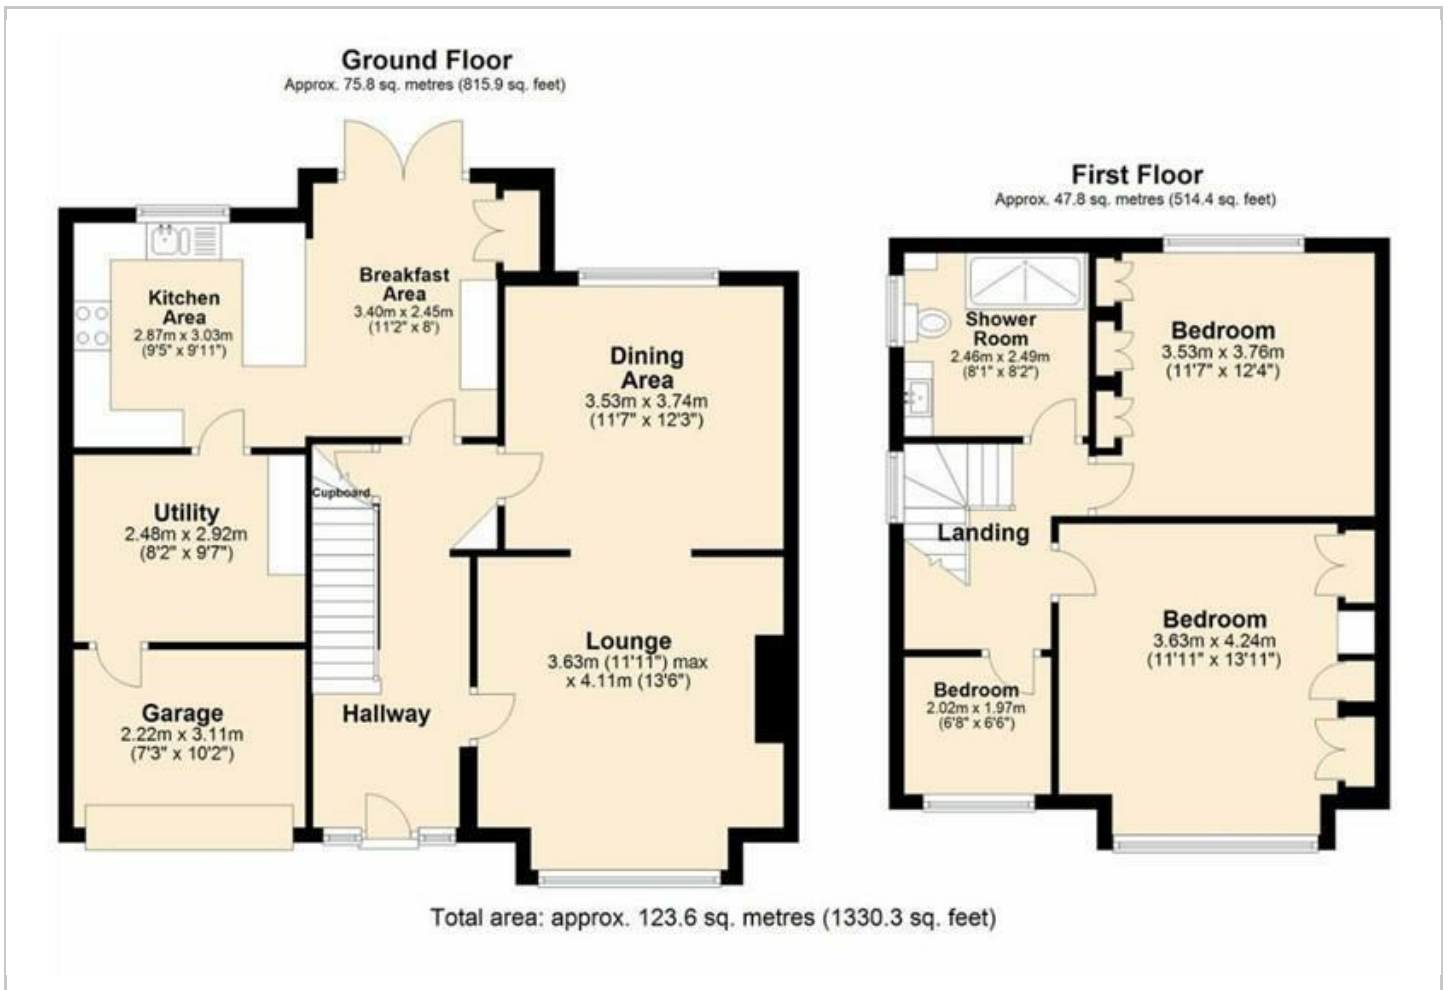 Ground Floor
Approx. 75.8 sq. metres (815.9 sq. feet)
Kitchen
Area
2.87m x 3.03m
(9'5" x 9'11")
Breakfast
Area
3.40m x 2.45m
(11'2" x 8')
Dining
Area
3.53m x 3.74m
(11'7" x 12'3")
Cupboard
Utility
2.48m x 2.92m
(8'2" x 9'7")
Lounge
3.63m (11'11") max
x 4.11m (13'6")
Garage
2.22m x 3.11m
(7'3" x 10'2")
Hallway
First Floor
Approx. 47.8 sq. metres (514.4 sq. feet)
Shower
Room
2.46m x 2.49m
(8'1" x 8'2")
Bedroom
3.53m x 3.76m
(11'7" x 12'4")
Landing
Bedroom
3.63m x 4.24m
(11'11" x 13'11")
Bedroom
2.02m x 1.97m
(6'8" x 6'6")
Total area: approx. 123.6 sq. metres (1330.3 sq. feet)